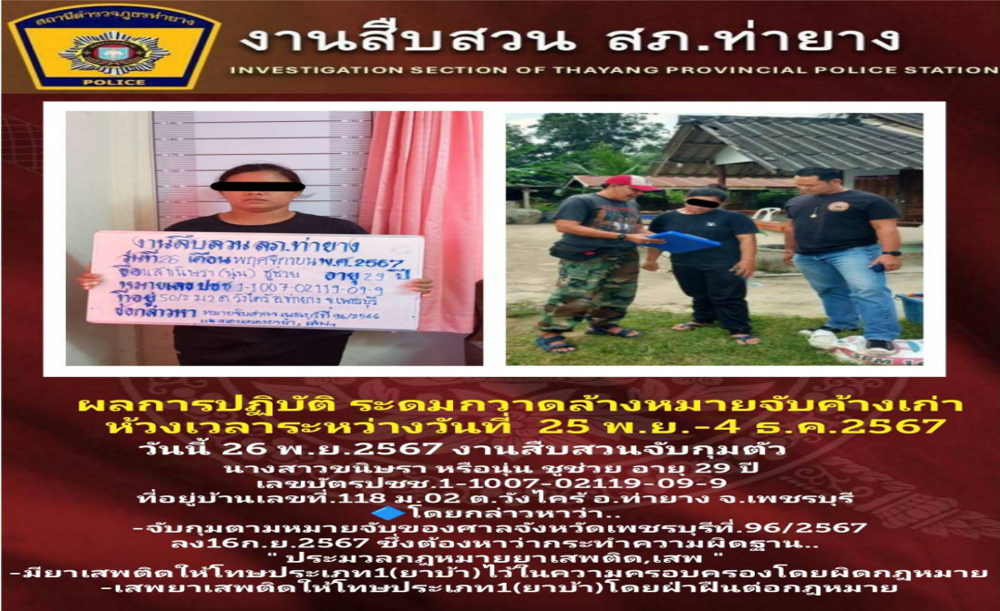 สถานีตำรวจภูธรท่ายาง
POLICE
งานสืบสวน สภ.ท่ายาง
INVESTIGATION SECTION OF THAYANG PROVINCIAL POLICE STATION
งานสืบสวน สภ.ท่ายาง
วันที่ 26 เดือน พฤศจิกายน พ.ศ.2567
ชื่อ (นุ่น) ชูช่วย อายุ 29 ปี
หมายเลข ปชช 1-1007-02119-09-9
ที่อยู่ 50/2 ม.2 ต.วังไคร้ อ.ท่ายาง จ.เพชรบุรี
ข้อกล่าวหา หมายจับศาล เพชรบุรีที่ 96/2566
ผลการปฏิบัติ ระดมกวาดล้างหมายจับค้างเก่า
ห้วงเวลาระหว่างวันที่ 25 พ.ย.-4 ธ.ค.2567
วันนี้ 26 พ.ย.2567 งานสืบสวนจับกุมตัว
นางสาวขนิษรา หรือนุ่น ชูช่วย อายุ 29 ปี
เลขบัตรปชช.1-1007-02119-09-9
ที่อยู่บ้านเลขที่.118 ม.02 ต.วังไคร้ อ.ท่ายาง จ.เพชรบุรี
🔷โดยกล่าวหาว่า..
-จับกุมตามหมายจับของศาลจังหวัดเพชรบุรีที่.96/2567
ลง16ก.ย.2567 ซึ่งต้องหาว่ากระทำความผิดฐาน..
" ประมวลกฎหมายยาเสพติด,เสพ "
-มียาเสพติดให้โทษประเภท1(ยาบ้า)ไว้ในความครอบครองโดยผิดกฎหมาย
-เสพยาเสพติดให้โทษประเภท1(ยาบ้า)โดยฝ่าฝืนต่อกฎหมาย